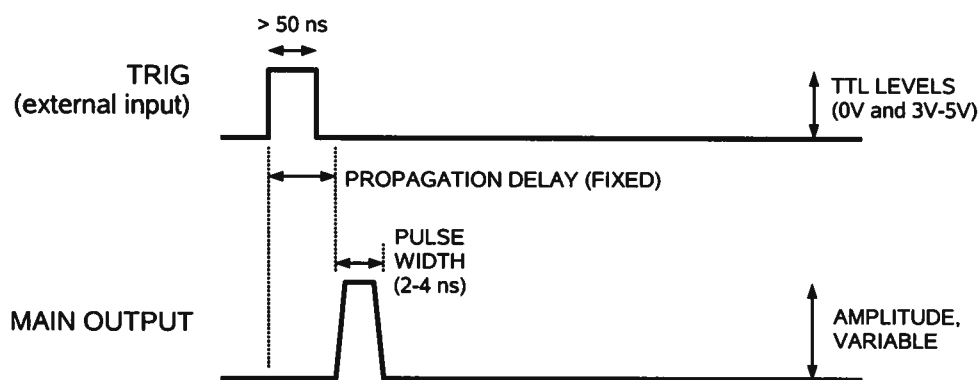 > 50 ns
TRIG
(external input)
TTL LEVELS
(0V and 3V-5V)
PROPAGATION DELAY (FIXED)
PULSE
WIDTH
(2-4 ns)
MAIN OUTPUT
AMPLITUDE,
VARIABLE